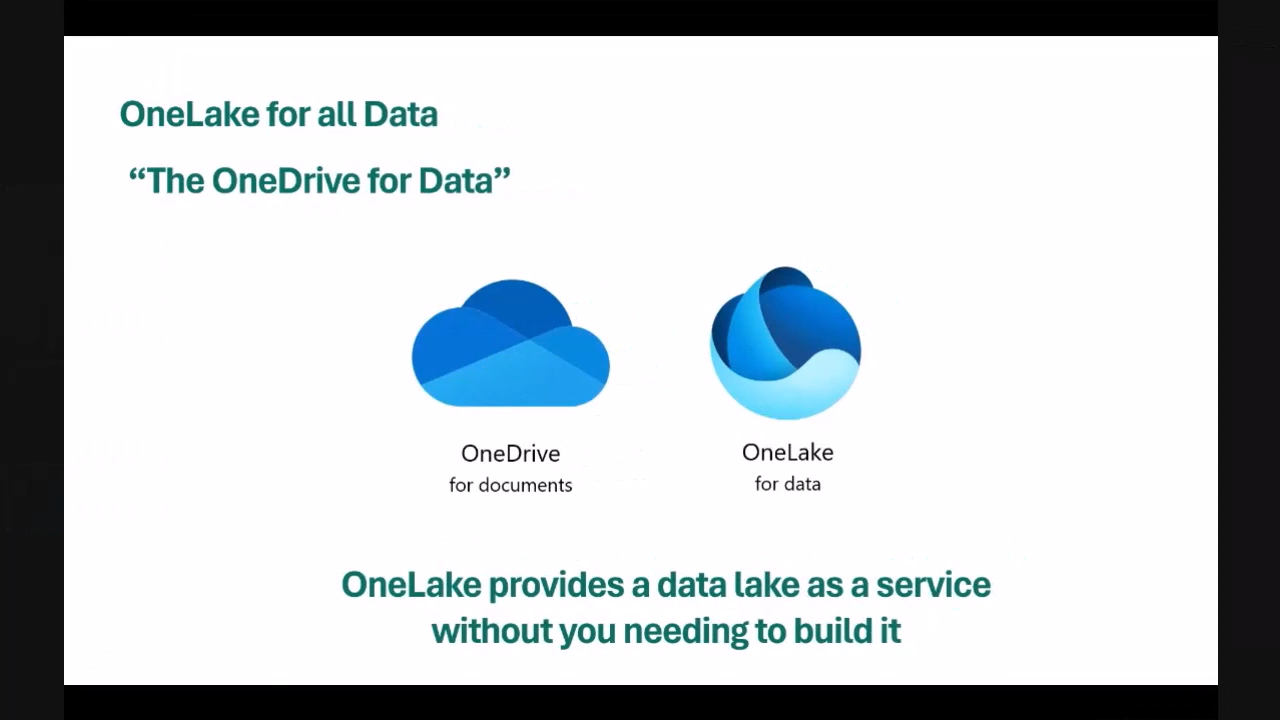 OneLake for all Data
“The OneDrive for Data”
OneDrive
for documents
OneLake
for data
OneLake provides a data lake as a service
without you needing to build it